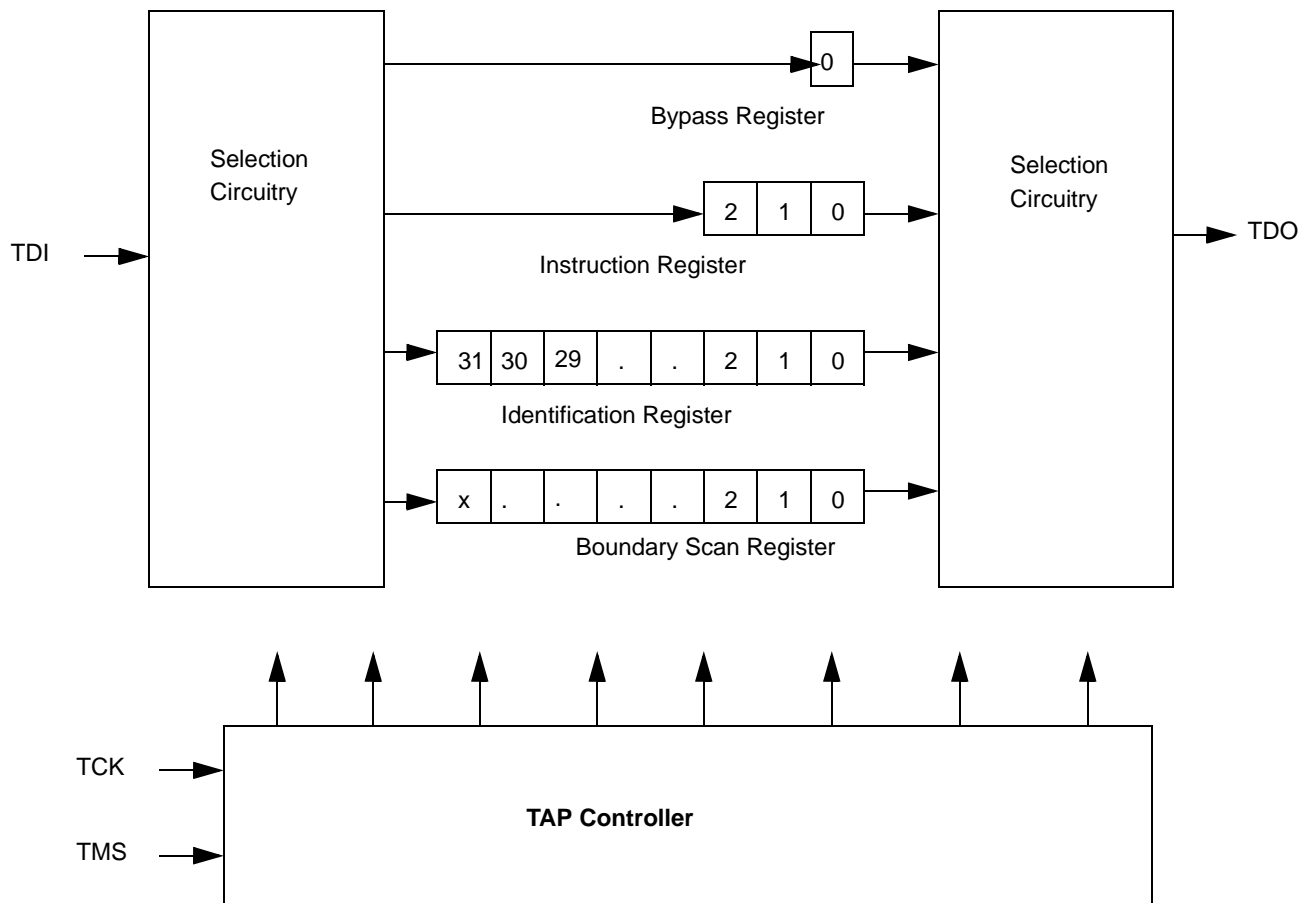 0
Bypass Register
Selection
Circuitry
Selection
Circuitry
2 1 0
Instruction Register
TDI
TDO
31 30 29 . . 2 1 0
Identification Register
x . . . . 2 1 0
Boundary Scan Register
TCK
TAP Controller
TMS